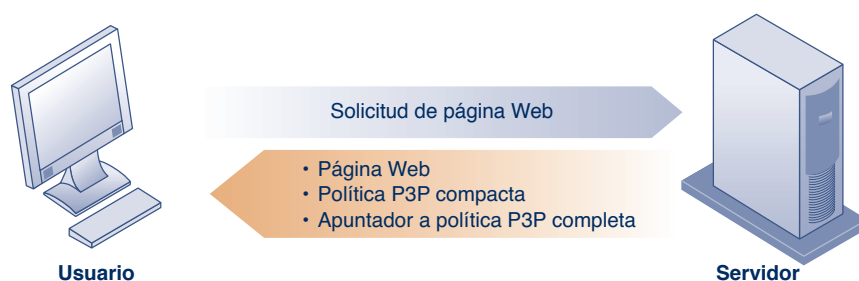 Solicitud de página Web
• Página Web
• Política P3P compacta
• Apuntador a política P3P completa
Usuario
Servidor